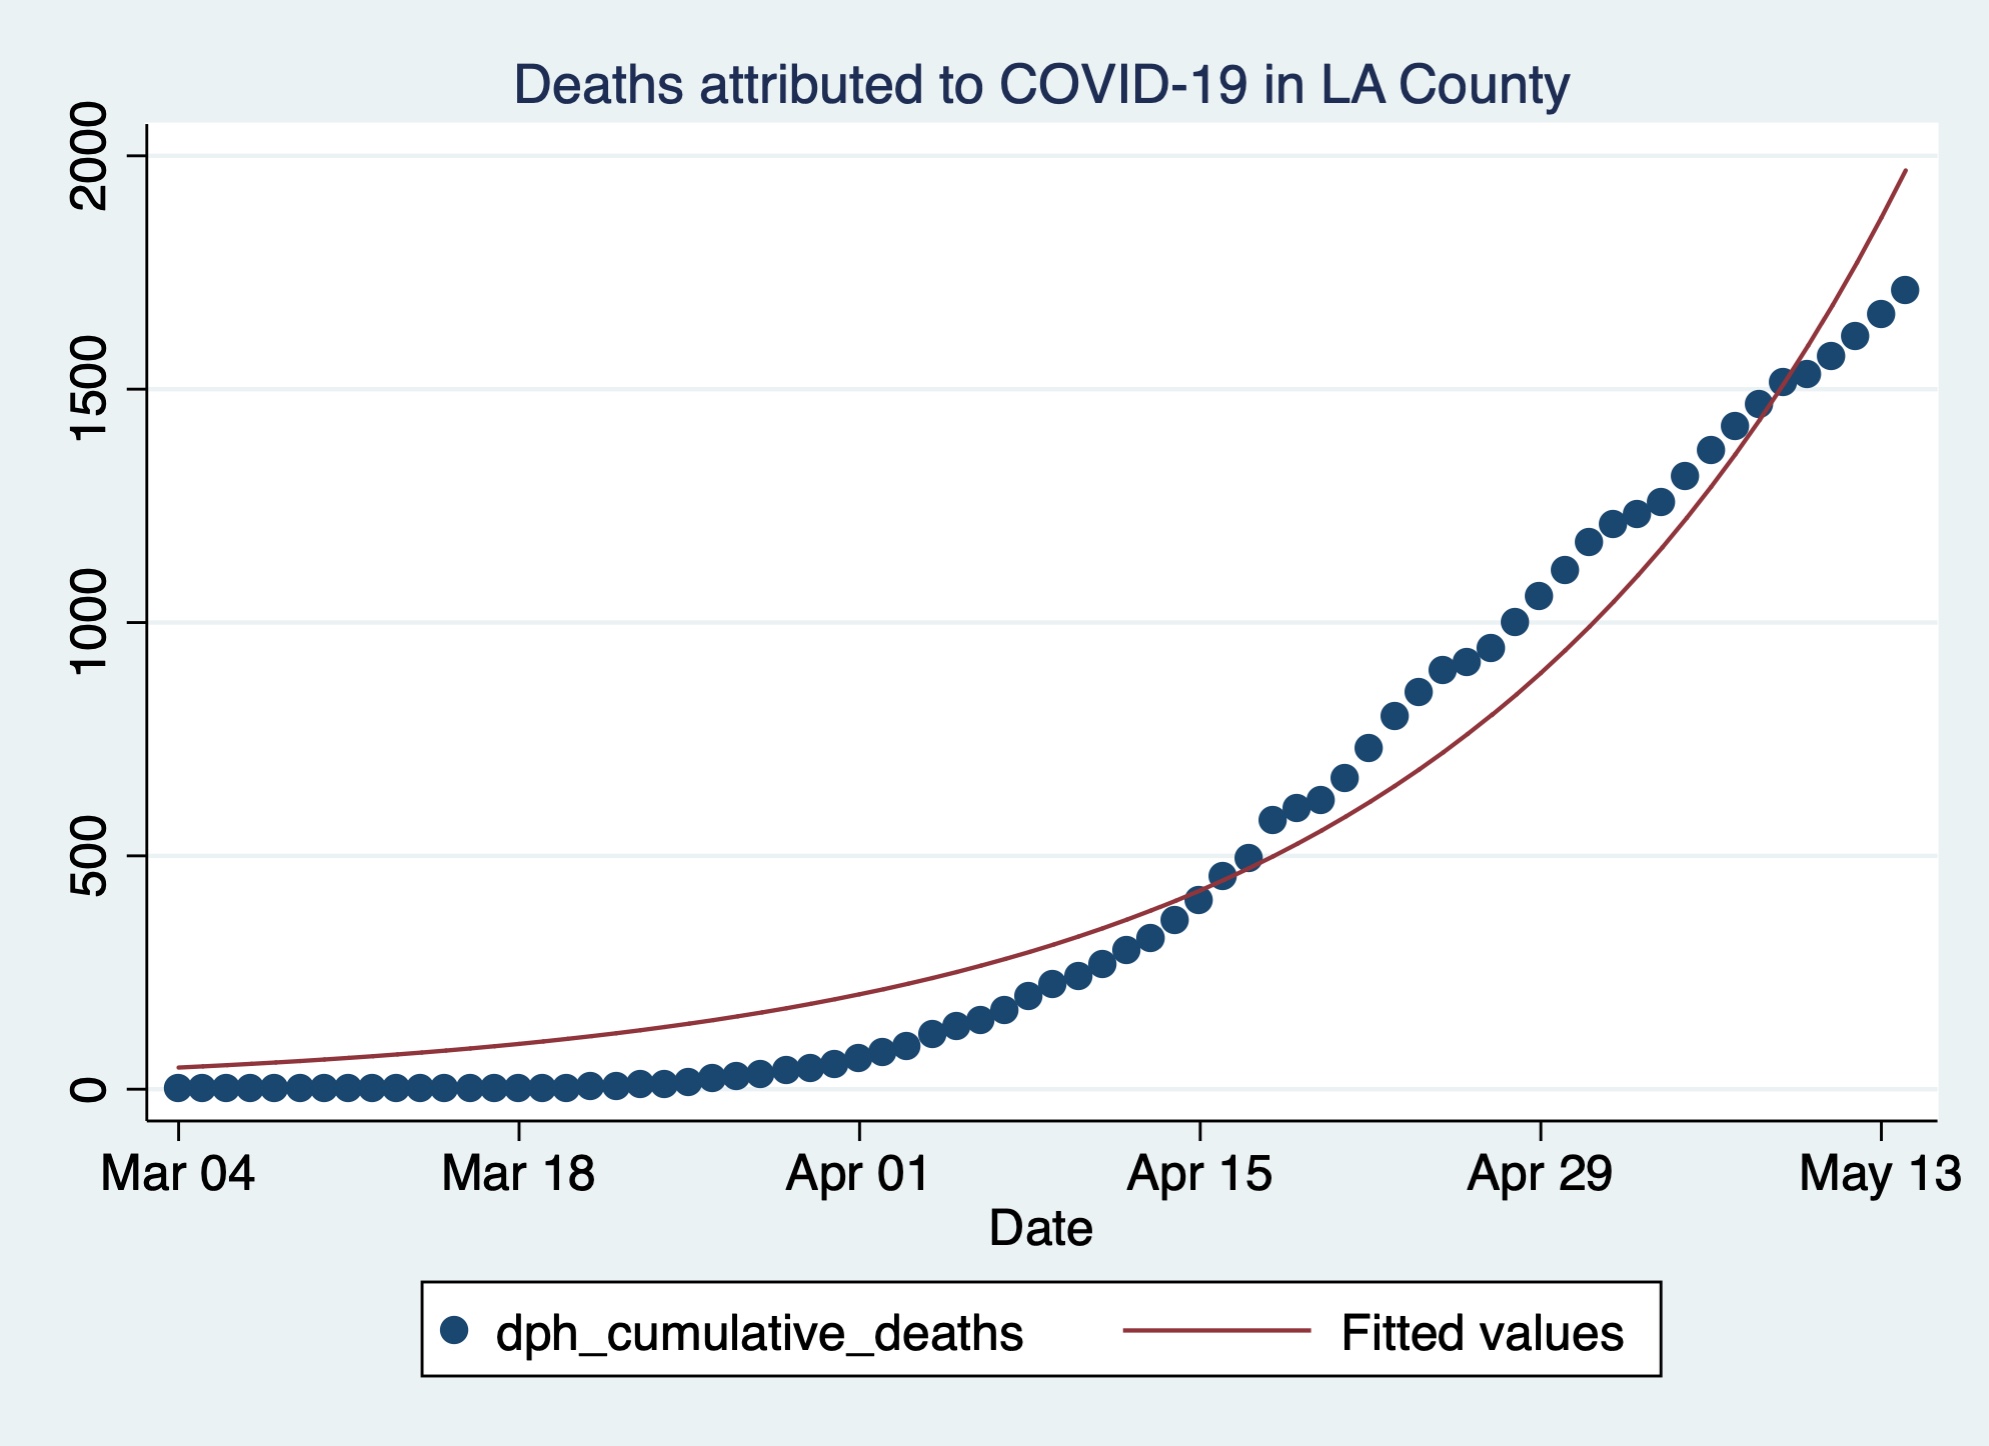 Deaths attributed to COVID-19 in LA County
2000
1500
1000
500
0
Mar 04 Mar 18 Apr 01 Apr 15 Apr 29 May 13
Date
dph_cumulative_deaths Fitted values